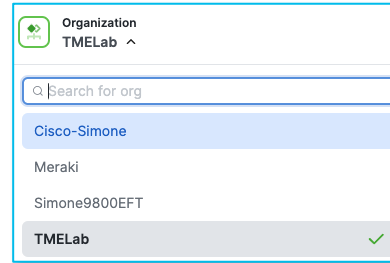 Organization
TMELab
Search for org
Cisco-Simone
Meraki
Simone9800EFT
TMELab